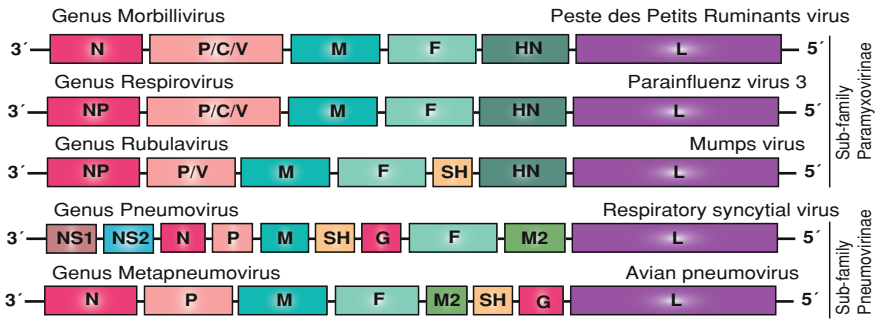 Genus Morbillivirus Peste des Petits Ruminants virus
3´ N P/C/V M F HN L 5´
Genus Respirovirus Parainfluenz virus 3
3´ NP P/C/V M F HN L 5´
Genus Rubulavirus Mumps virus
3´ NP P/V M F SH HN L 5´
Sub-family
Paramyxovirinae
Genus Pneumovirus Respiratory syncytial virus
3´ NS1 NS2 N P M SH G F M2 L 5´
Genus Metapneumovirus Avian pneumovirus
3´ N P M F M2 SH G L 5´
Sub-family
Pneumovirinae